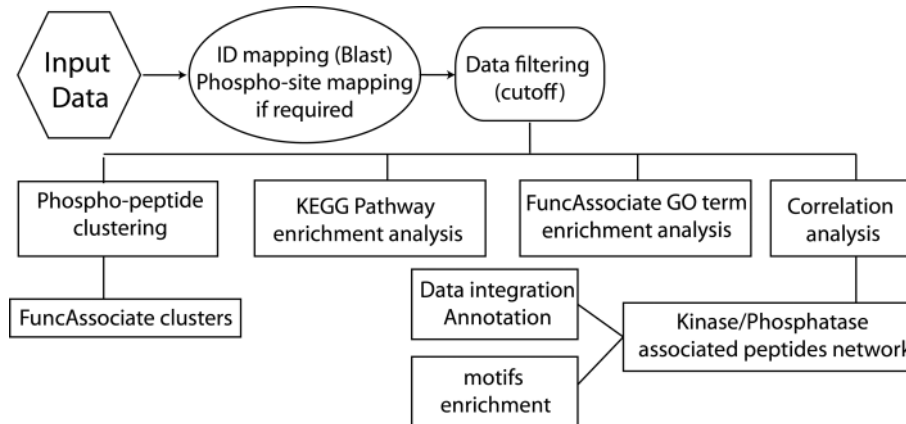 Input
Data
ID mapping (Blast)
Phospho-site mapping
if required
Data filtering
(cutoff)
Phospho-peptide
clustering
KEGG Pathway
enrichment analysis
FuncAssociate GO term
enrichment analysis
Correlation
analysis
FuncAssociate clusters
Data integration
Annotation
Kinase/Phosphatase
associated peptides network
motifs
enrichment